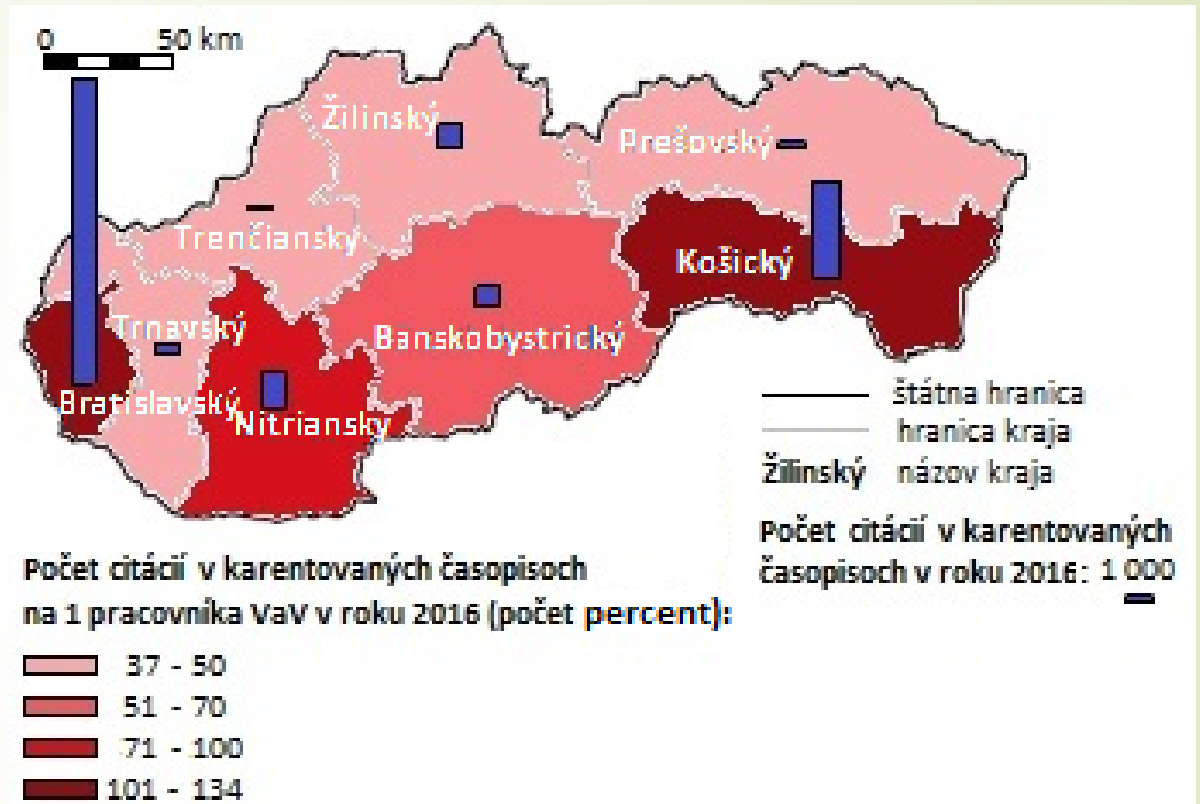 0 50 km
Žilinský
Prešovský
Trenčiansky
Košický
Trnavský
Banskobystrický
Bratislavský
Nitriansky
štátna hranica
hranica kraja
Žilinský názov kraja
Počet citácií v karentovaných
časopisoch v roku 2016: 1 000
Počet citácií v karentovaných časopisoch
na 1 pracovníka VaV v roku 2016 (počet percent):
37 - 50
51 - 70
71 - 100
101 - 134